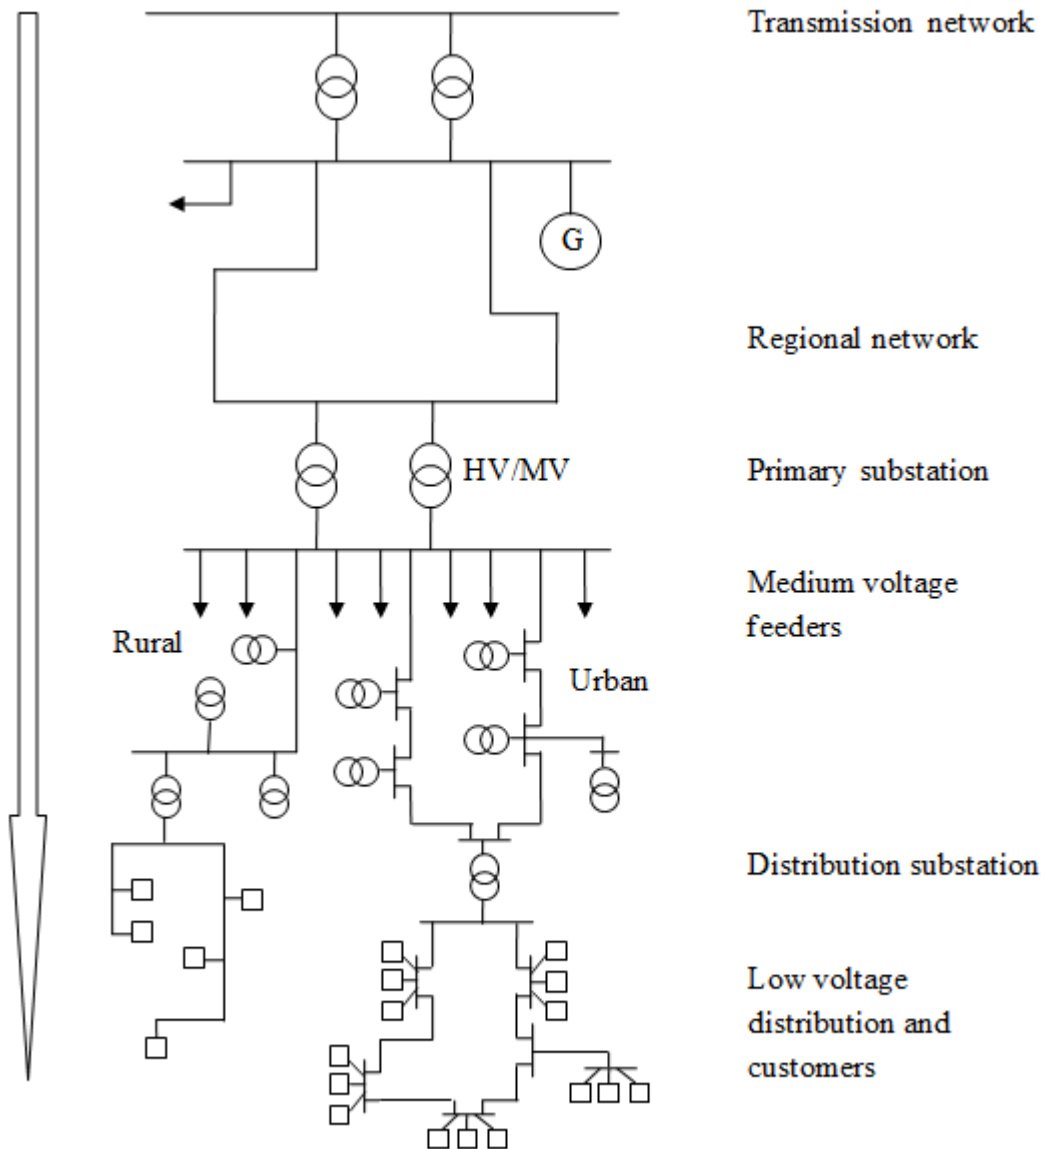 Transmission network
G
Regional network
HV/MV
Primary substation
Medium voltage
feeders
Rural
Urban
Distribution substation
Low voltage
distribution and
customers